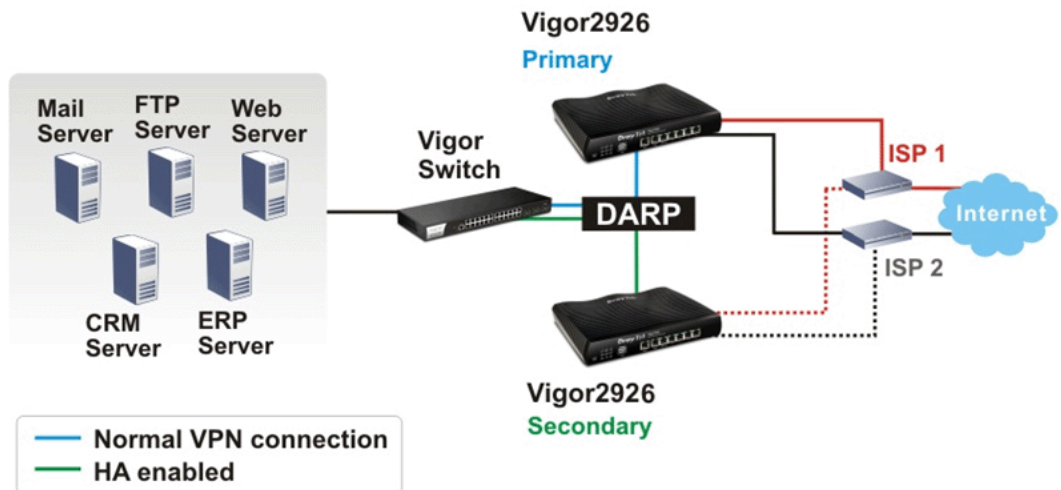 Vigor2926
Primary
Mail
Server
FTP
Server
Web
Server
Vigor
Switch
ISP 1
DARP
Internet
ISP 2
CRM
Server
ERP
Server
Vigor2926
Secondary
Normal VPN connection
HA enabled